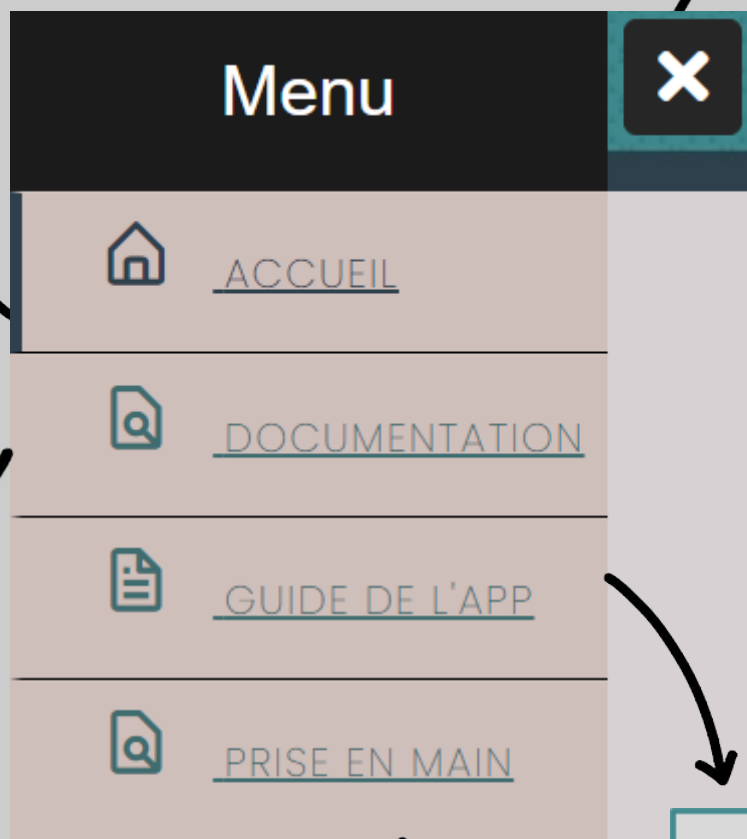 Menu
ACCUEIL
DOCUMENTATION
GUIDE DE L'APP
PRISE EN MAIN